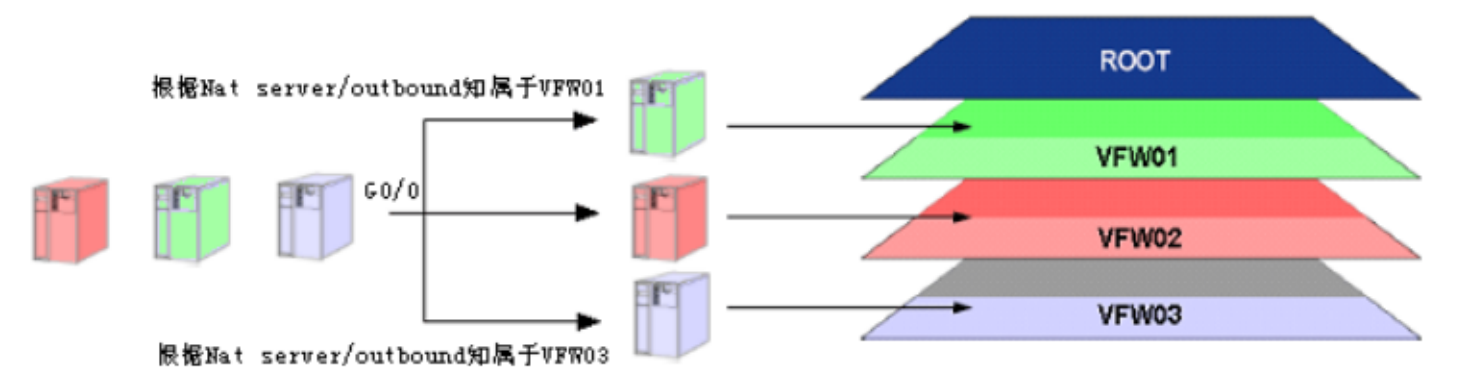 根据Nat server/outbound知属于VFW01
G0/0
根据Nat server/outbound知属于VFW03
ROOT
VFW01
VFW02
VFW03